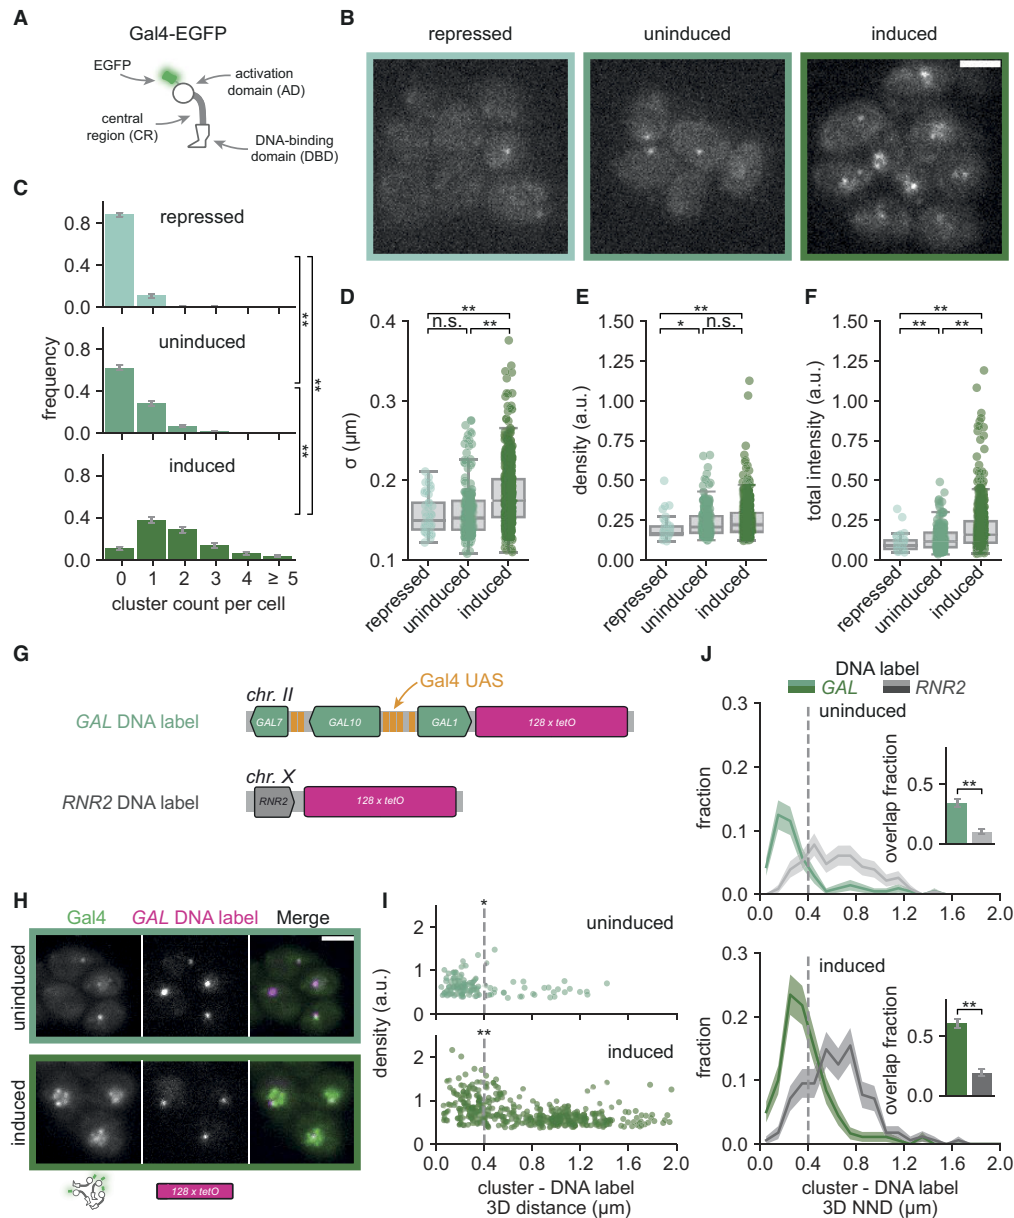 A
Gal4-EGFP
EGFP
activation
domain (AD)
central
region (CR)
DNA-binding
domain (DBD)
B
repressed
uninduced
induced
C
frequency
repressed
0.8
0.4
0.0
uninduced
0.8
0.4
0.0
induced
0.8
0.4
0.0
0 1 2 3 4 ≥ 5
cluster count per cell
**
**
**
D
σ (µm)
0.4
0.3
0.2
0.1
**
n.s. **
repressed
uninduced
induced
E
density (a.u.)
1.50
1.25
1.00
0.75
0.50
0.25
0.00
**
* n.s.
repressed
uninduced
induced
F
total intensity (a.u.)
1.50
1.25
1.00
0.75
0.50
0.25
0.00
**
** **
repressed
uninduced
induced
G
Gal4 UAS
chr. II
GAL DNA label
GAL7 GAL10 GAL1 128 x tetO
chr. X
RNR2 DNA label
RNR2 128 x tetO
H
Gal4 GAL DNA label Merge
uninduced
induced
128 x tetO
I
density (a.u.)
*
uninduced
2
1
0
**
induced
2
1
0
0.0 0.4 0.8 1.2 1.6 2.0
cluster - DNA label
3D distance (µm)
J
DNA label
GAL RNR2
uninduced
fraction
0.3
0.2
0.1
0.0
0.0 0.4 0.8 1.2 1.6 2.0
overlap fraction
0.5
0.0
**
induced
fraction
0.3
0.2
0.1
0.0
0.0 0.4 0.8 1.2 1.6 2.0
overlap fraction
0.5
0.0
**
cluster - DNA label
3D NND (µm)